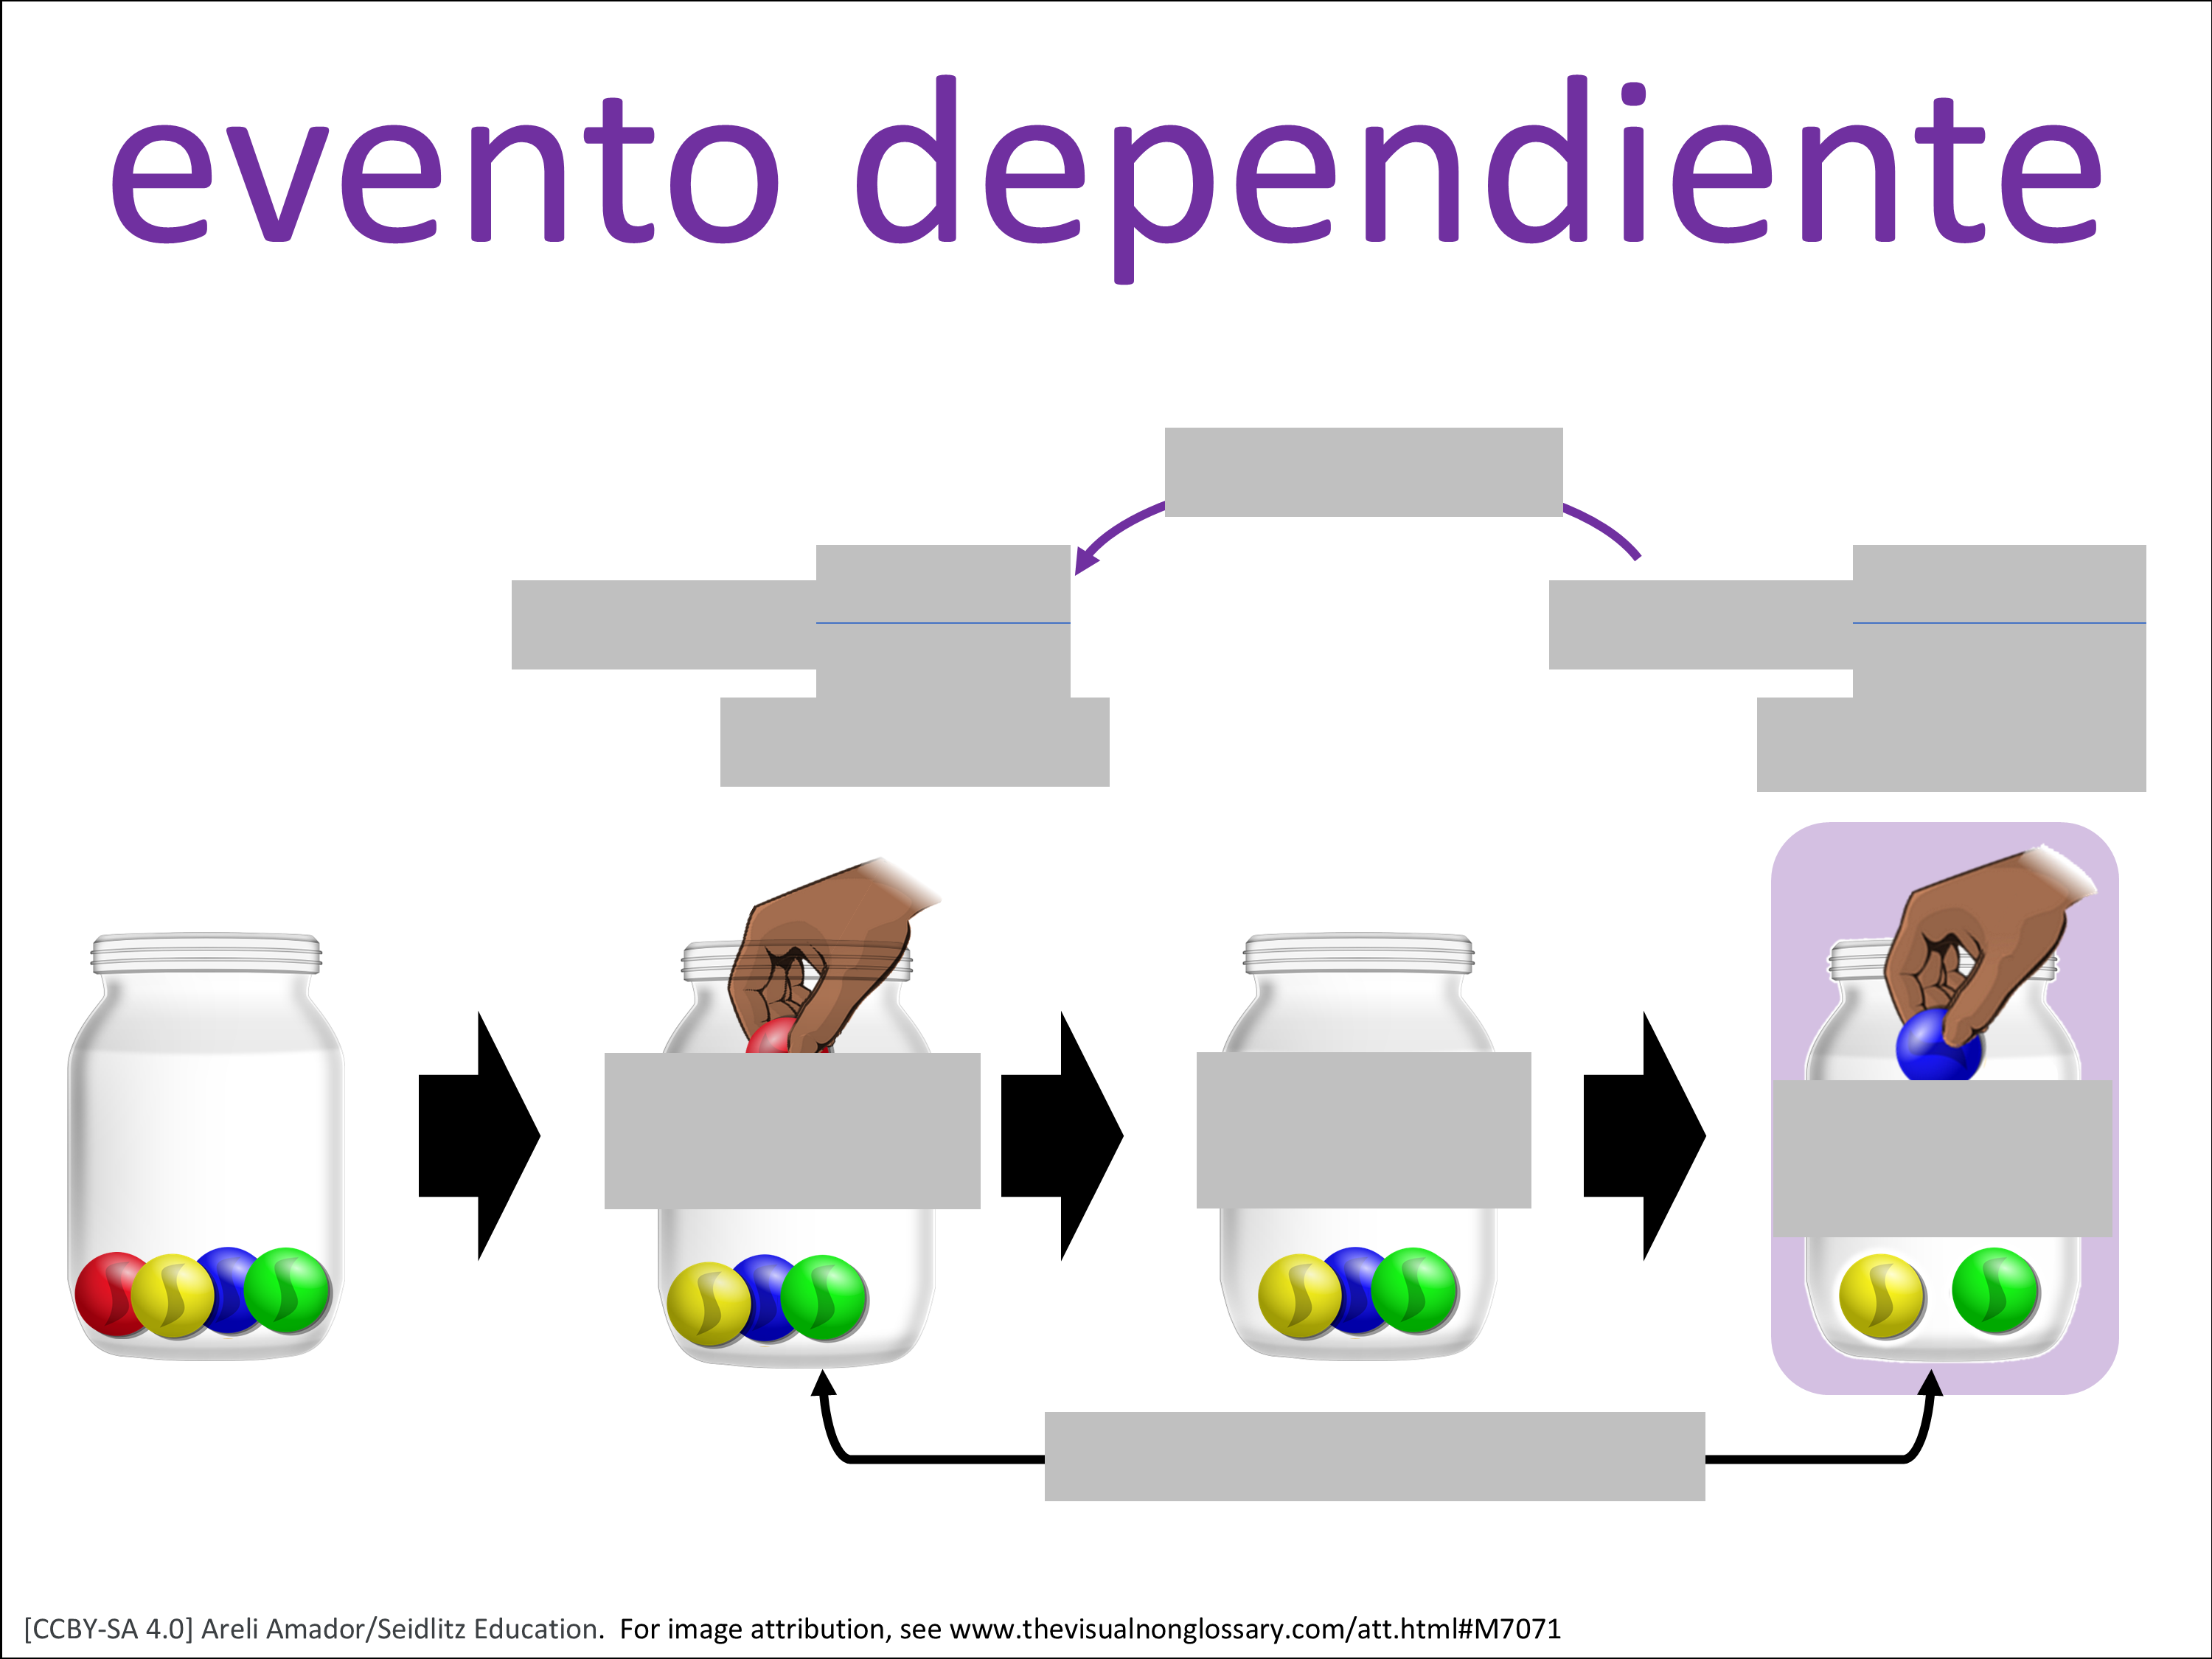 evento dependiente
[CCBY-SA 4.0] Areli Amador/Seidlitz Education.  For image attribution, see www.thevisualnonglossary.com/att.html#M7071